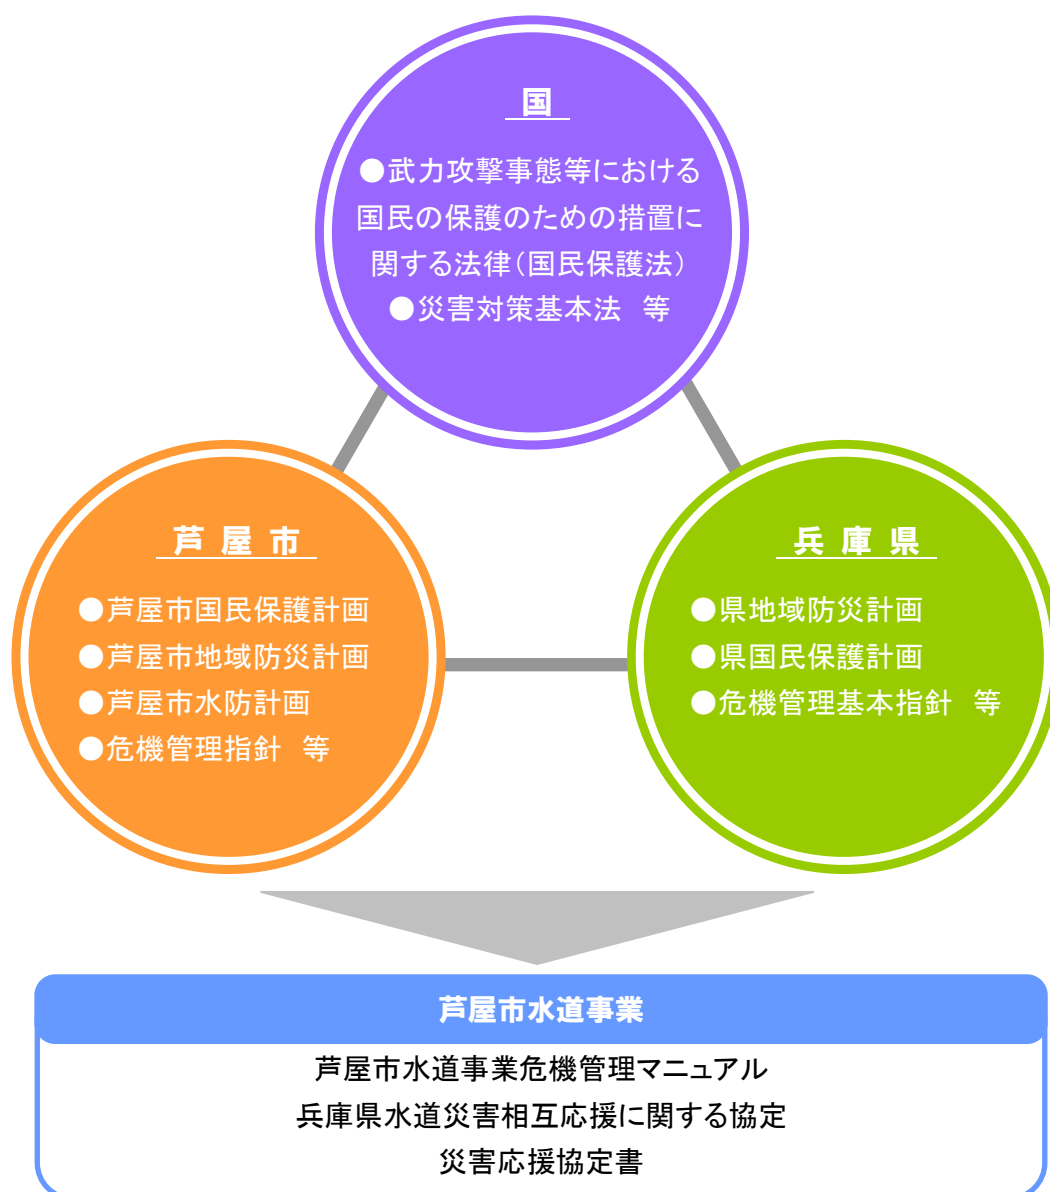 国
●武力攻撃事態等における
国民の保護のための措置に
関する法律（国民保護法）
●災害対策基本法　等
芦屋市
●芦屋市国民保護計画
●芦屋市地域防災計画
●芦屋市水防計画
●危機管理指針　等
兵庫県
●県地域防災計画
●県国民保護計画
●危機管理基本指針　等
芦屋市水道事業
芦屋市水道事業危機管理マニュアル
兵庫県水道災害相互応援に関する協定
災害応援協定書